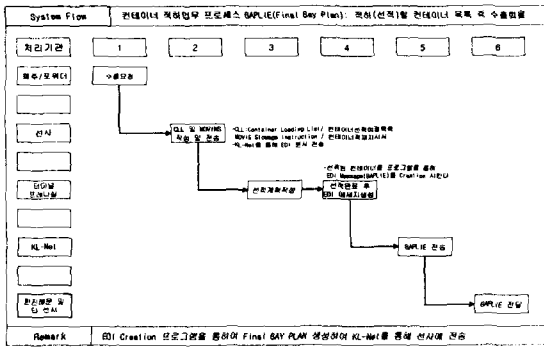 System Flow
컨테이너 적하업무 프로세스 BAPLIE(Final Bay Plan): 적하(선적)할 컨테이너 목록 즉 수출화물
처리기관
1
2
3
4
5
6
화주/포워더
수출요청
선사
CLL 및 MOVINS
작성 및 전송
-CLL:Container Loading List/ 컨테이너선적예정목록
MOVINS Stowage Instruction / 컨테이너적재지시서
-KL-Net를 통해 EDI 문서 전송
-선적된 컨테이너를 프로그램을 통해
EDI Message(BAPLIE)를 Creation 시킨다
터미널
선적계획작성
선적완료 후
EDI 메세지생성
KL-Net
BAPLIE 전송
한진해운 및
타 선사
BAPLIE 전달
Remark
EDI Creation 프로그램을 통하여 Final BAY PLAN 생성하여 KL-Net를 통해 선사에 전송